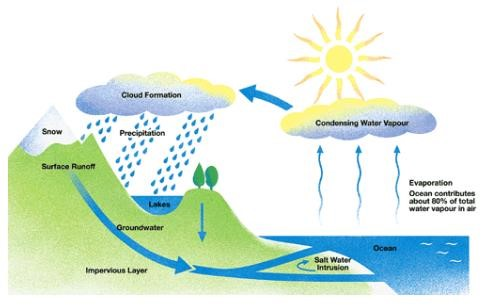 Cloud Formation
Condensing Water Vapour
Snow
Precipitation
Surface Runoff
Evaporation
Ocean contributes
about 80% of total
water vapour in air
Lakes
Groundwater
Ocean
Salt Water
Intrusion
Impervious Layer